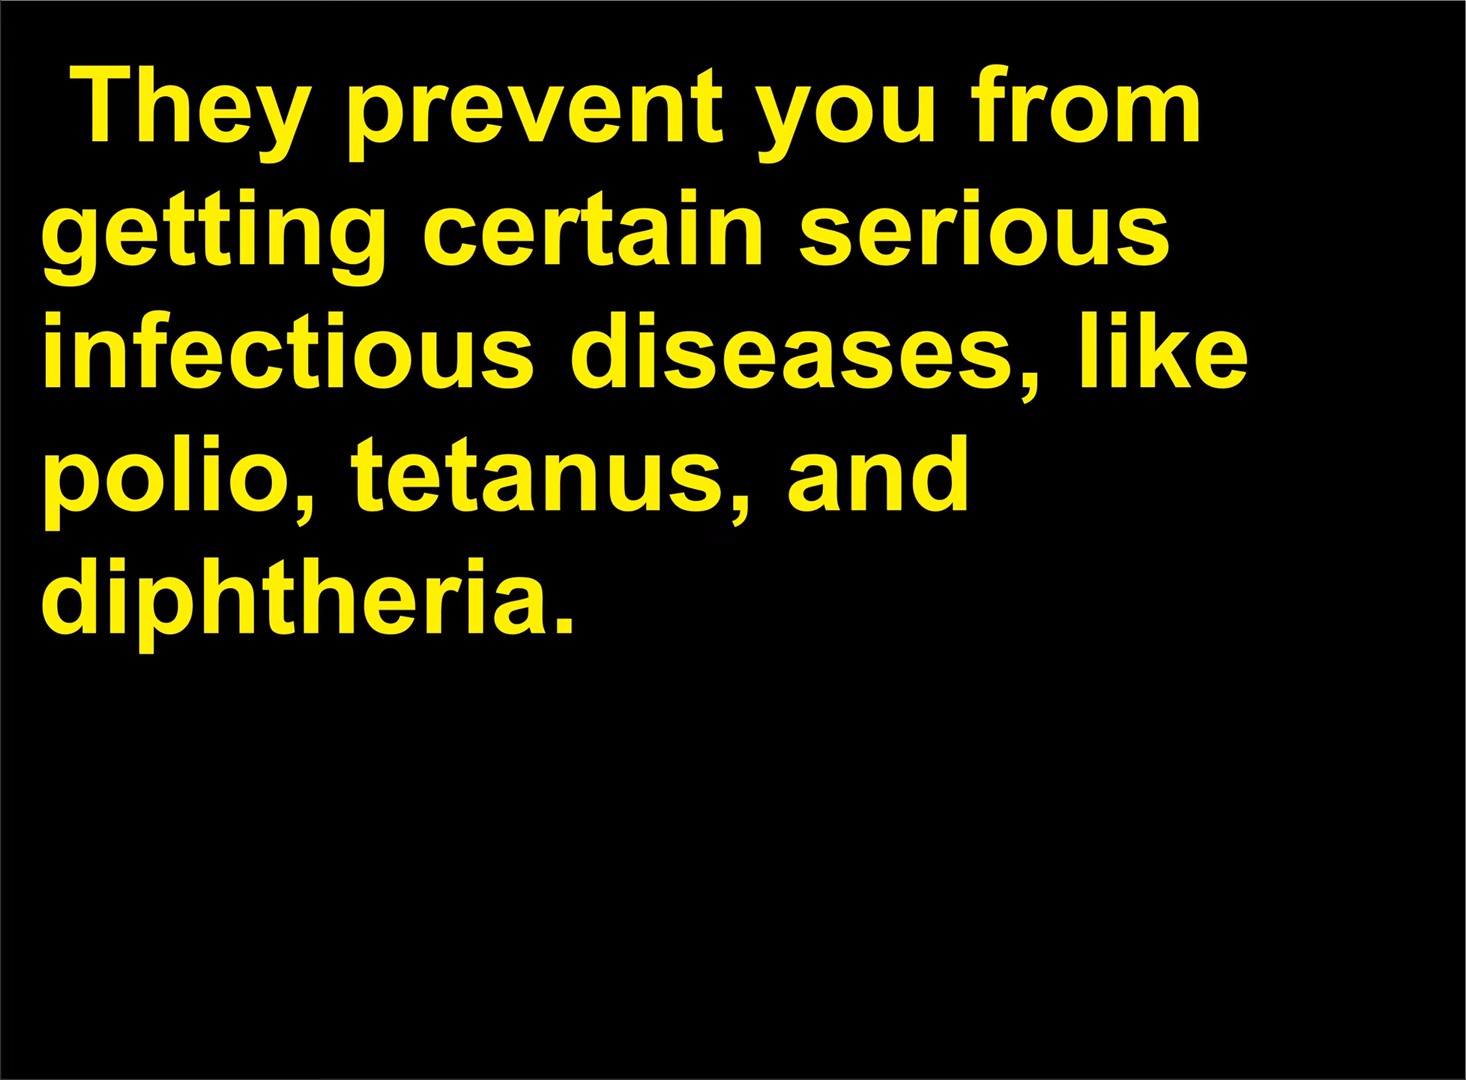 They prevent you from
getting certain serious
infectious diseases, like
polio, tetanus, and
diphtheria.